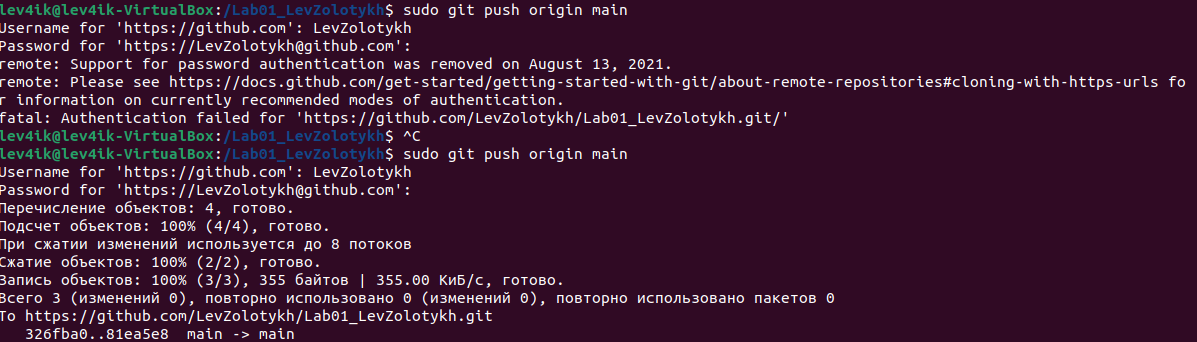 lev4ik@lev4ik-VirtualBox:/Lab01_LevZolotykh$ sudo git push origin main
Username for 'https://github.com': LevZolotykh
Password for 'https://LevZolotykh@github.com':
remote: Support for password authentication was removed on August 13, 2021.
remote: Please see https://docs.github.com/get-started/getting-started-with-git/about-remote-repositories#cloning-with-https-urls fo
r information on currently recommended modes of authentication.
fatal: Authentication failed for 'https://github.com/LevZolotykh/Lab01_LevZolotykh.git/'
lev4ik@lev4ik-VirtualBox:/Lab01_LevZolotykh$ ^C
lev4ik@lev4ik-VirtualBox:/Lab01_LevZolotykh$ sudo git push origin main
Username for 'https://github.com': LevZolotykh
Password for 'https://LevZolotykh@github.com':
Перечисление объектов: 4, готово.
Подсчет объектов: 100% (4/4), готово.
При сжатии изменений используется до 8 потоков
Сжатие объектов: 100% (2/2), готово.
Запись объектов: 100% (3/3), 355 байтов | 355.00 КиБ/с, готово.
Всего 3 (изменений 0), повторно использовано 0 (изменений 0), повторно использовано пакетов 0
To https://github.com/LevZolotykh/Lab01_LevZolotykh.git
326fba0..81ea5e8 main -> main